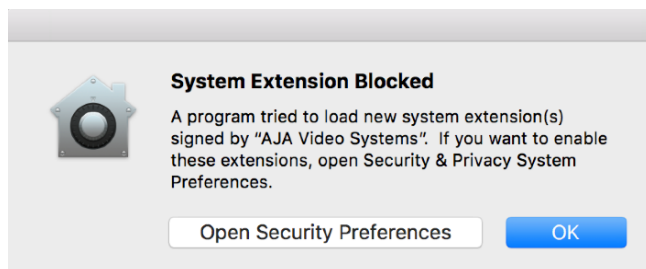 System Extension Blocked
A program tried to load new system extension(s)
signed by “AJA Video Systems”.  If you want to enable
these extensions, open Security & Privacy System
Preferences.
Open Security Preferences
OK